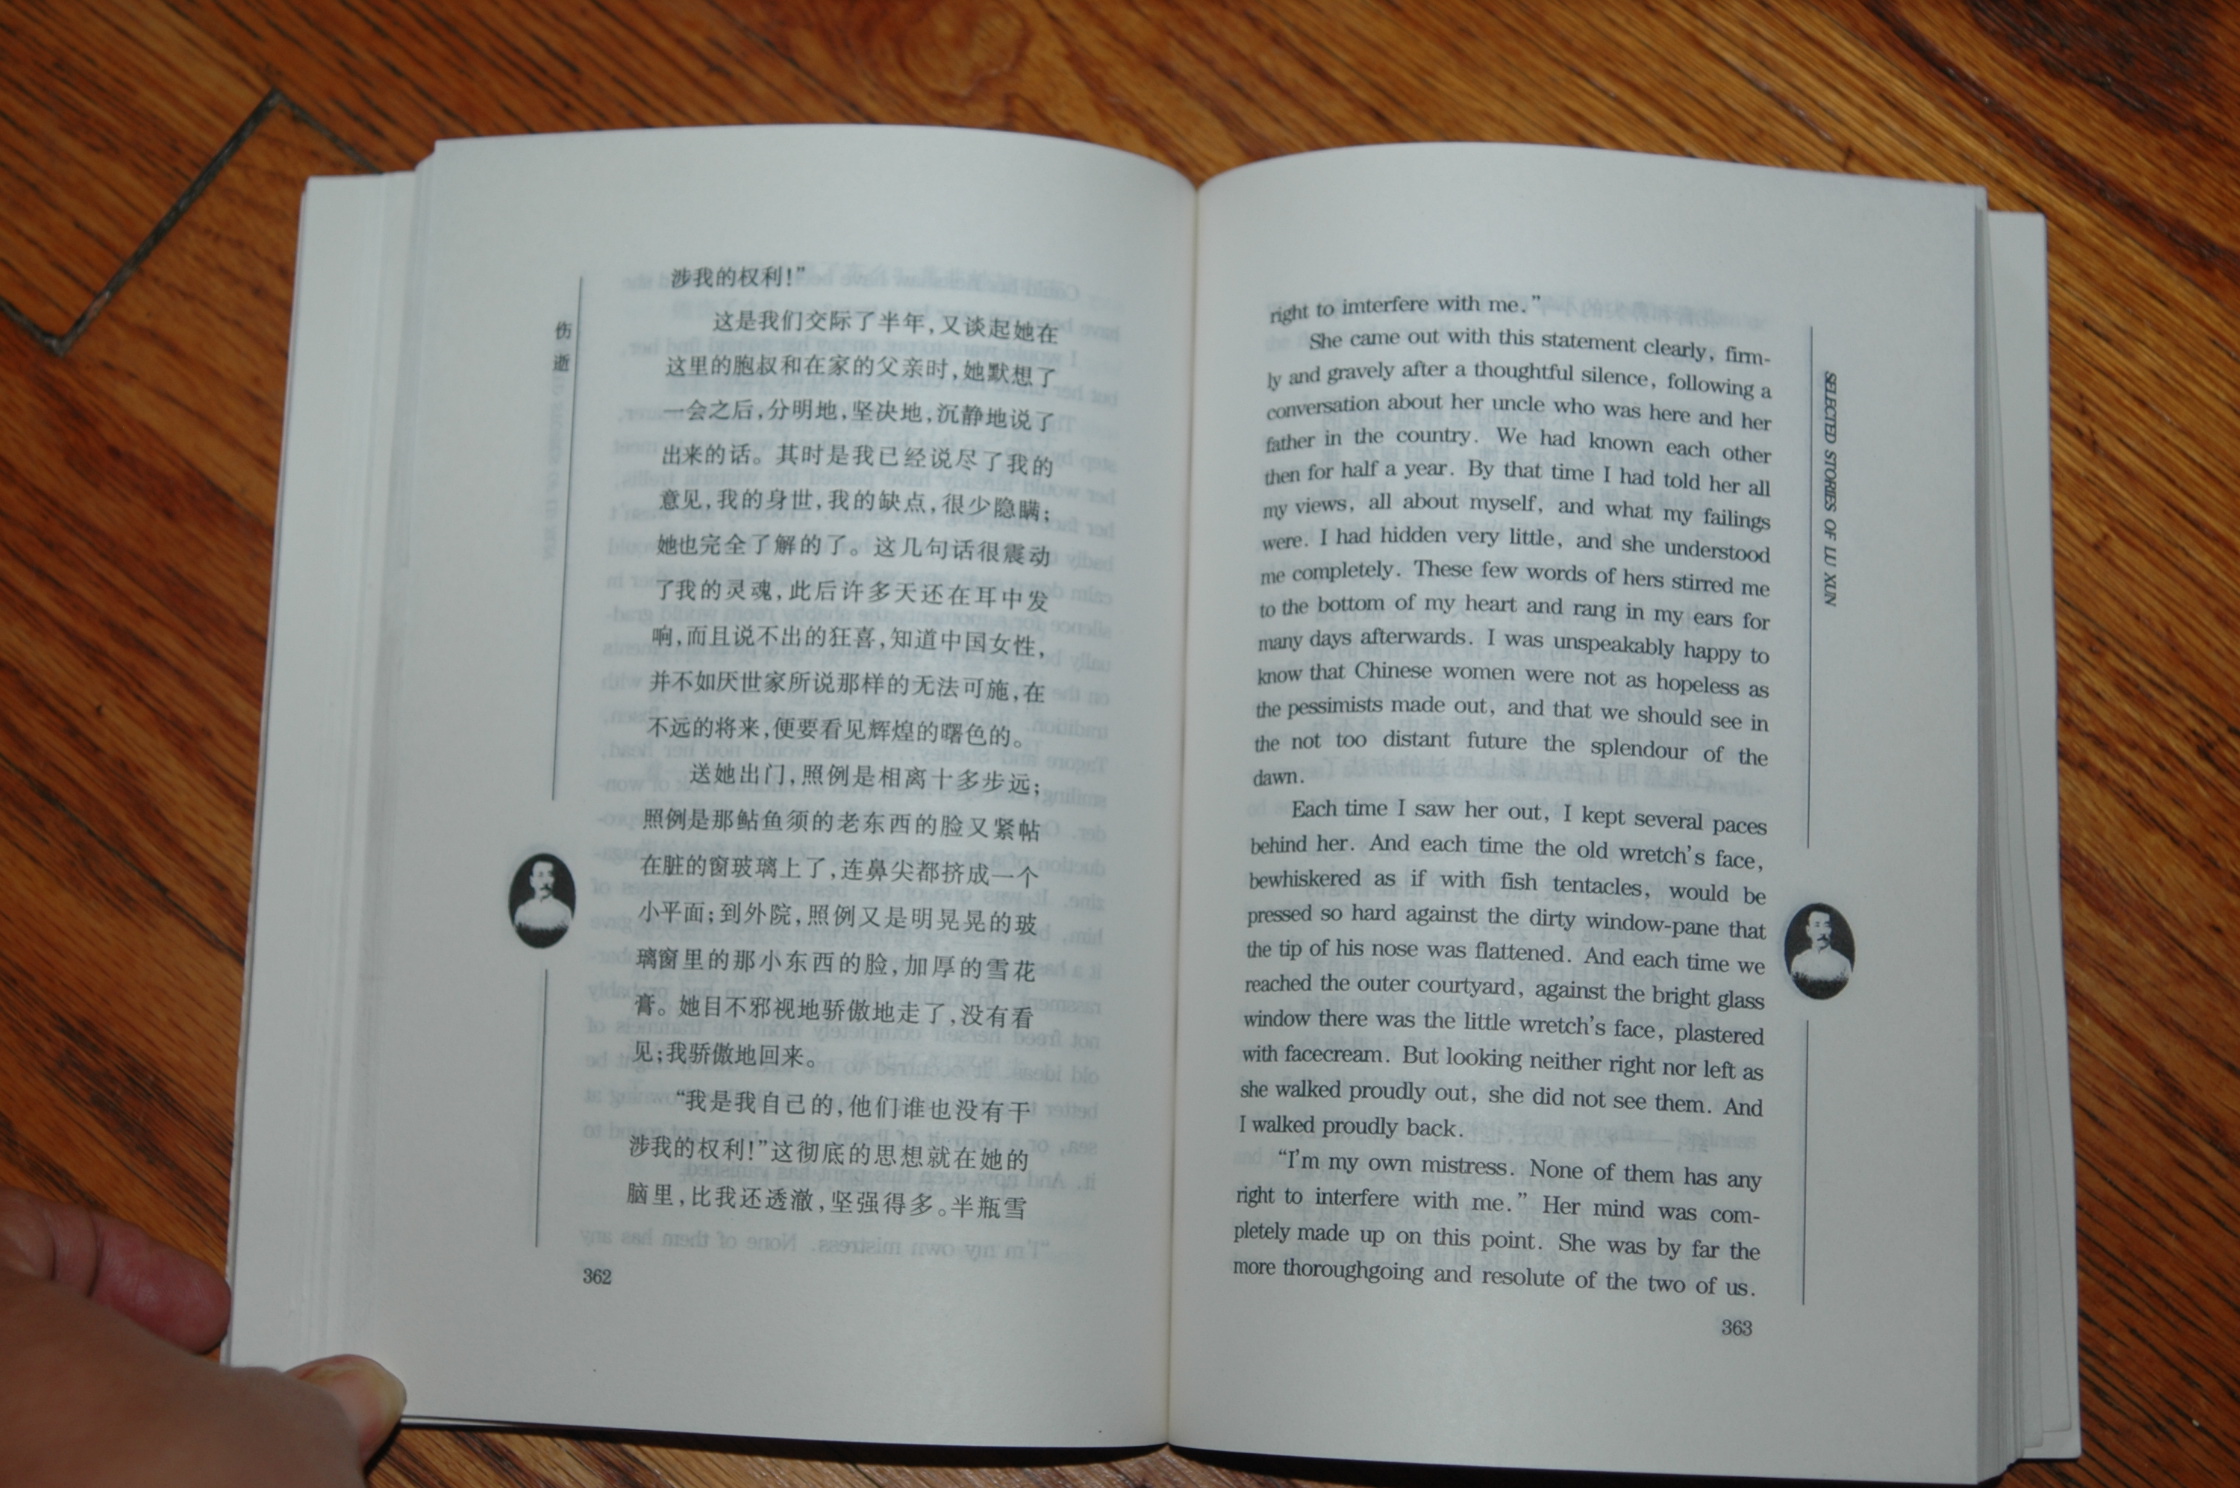 伤
逝
涉我的权利!”
这是我们交际了半年,又谈起她在
这里的胞叔和在家的父亲时,她默想了
一会之后,分明地,坚决地,沉静地说了
出来的话。其时是我已经说尽了我的
意见,我的身世,我的缺点,很少隐瞒;
她也完全了解的了。这几句话很震动
了我的灵魂,此后许多天还在耳中发
响,而且说不出的狂喜,知道中国女性,
并不如厌世家所说那样的无法可施,在
不远的将来,便要看见辉煌的曙色的。
送她出门,照例是相离十多步远;
照例是那鲇鱼须的老东西的脸又紧帖
在脏的窗玻璃上了,连鼻尖都挤成一个
小平面;到外院,照例又是明晃晃的玻
璃窗里的那小东西的脸,加厚的雪花
膏。她目不邪视地骄傲地走了,没有看
见;我骄傲地回来。
“我是我自己的,他们谁也没有干
涉我的权利!”这彻底的思想就在她的
脑里,比我还透澈,坚强得多。半瓶雪
362
right to imterfere with me.”
She came out with this statement clearly, firm-
ly and gravely after a thoughtful silence, following a
conversation about her uncle who was here and her
father in the country. We had known each other
then for half a year. By that time I had told her all
my views, all about myself, and what my failings
were. I had hidden very little, and she understood
me completely. These few words of hers stirred me
to the bottom of my heart and rang in my ears for
many days afterwards. I was unspeakably happy to
know that Chinese women were not as hopeless as
the pessimists made out, and that we should see in
the not too distant future the splendour of the
dawn.
Each time I saw her out, I kept several paces
behind her. And each time the old wretch’s face,
bewhiskered as if with fish tentacles, would be
pressed so hard against the dirty window-pane that
the tip of his nose was flattened. And each time we
reached the outer courtyard, against the bright glass
window there was the little wretch’s face, plastered
with facecream. But looking neither right nor left as
she walked proudly out, she did not see them. And
I walked proudly back.
“I’m my own mistress. None of them has any
right to interfere with me.” Her mind was com-
pletely made up on this point. She was by far the
more thoroughgoing and resolute of the two of us.
363
SELECTED STORIES OF LU XUN